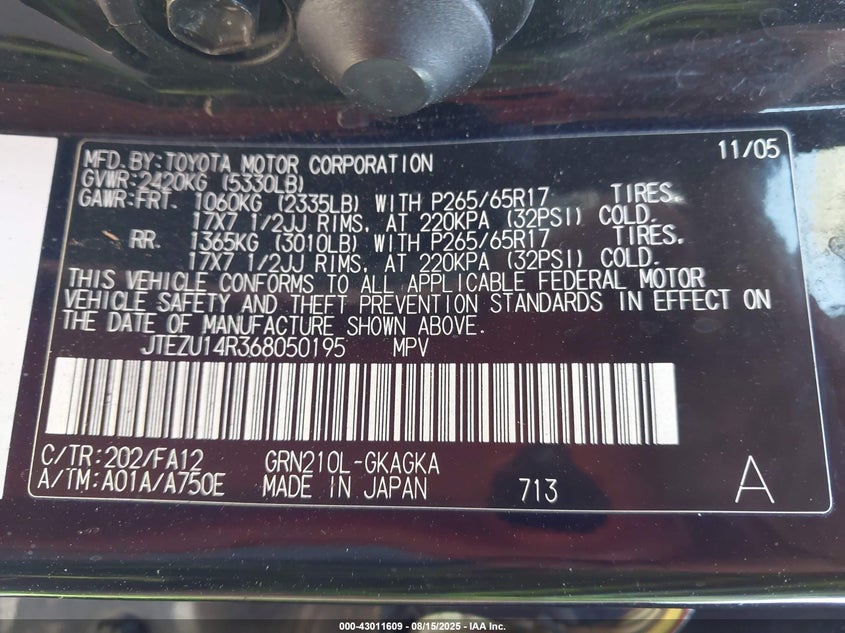 MFD. BY: TOYOTA MOTOR CORPORATION 11/05
GVWR: 2420KG (5330LB)
GAWR-FRT. 1060KG (2335LB) WITH P265/65R17 TIRES.
17X7 1/2JJ RIMS, AT 220KPA (32PSI) COLD.
RR. 1365KG (3010LB) WITH P265/65R17 TIRES.
17X7 1/2JJ RIMS, AT 220KPA (32PSI) COLD.
THIS VEHICLE CONFORMS TO ALL APPLICABLE FEDERAL MOTOR
VEHICLE SAFETY AND THEFT PREVENTION STANDARDS IN EFFECT ON
THE DATE OF MANUFACTURE SHOWN ABOVE.
JTEZU14R368050195 MPV
C/TR: 202/FA12 GRN210L-GKAGKA
A/TM: A01A/A750E MADE IN JAPAN 713 A
000-43011609 - 08/15/2025 - IAA Inc.